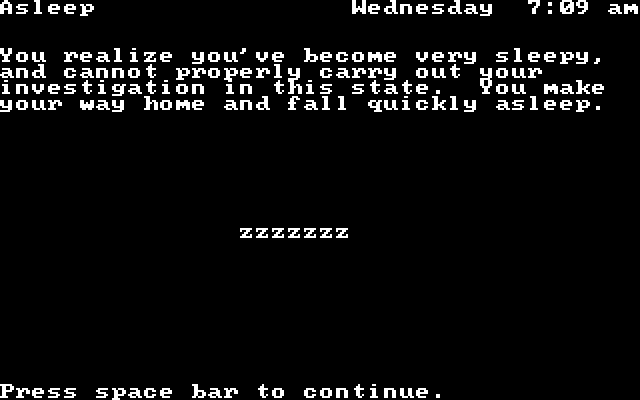 Asleep Wednesday 7:09 am
You realize you've become very sleepy,
and cannot properly carry out your
investigation in this state. You make
your way home and fall quickly asleep.
zzzzzzz
Press space bar to continue.